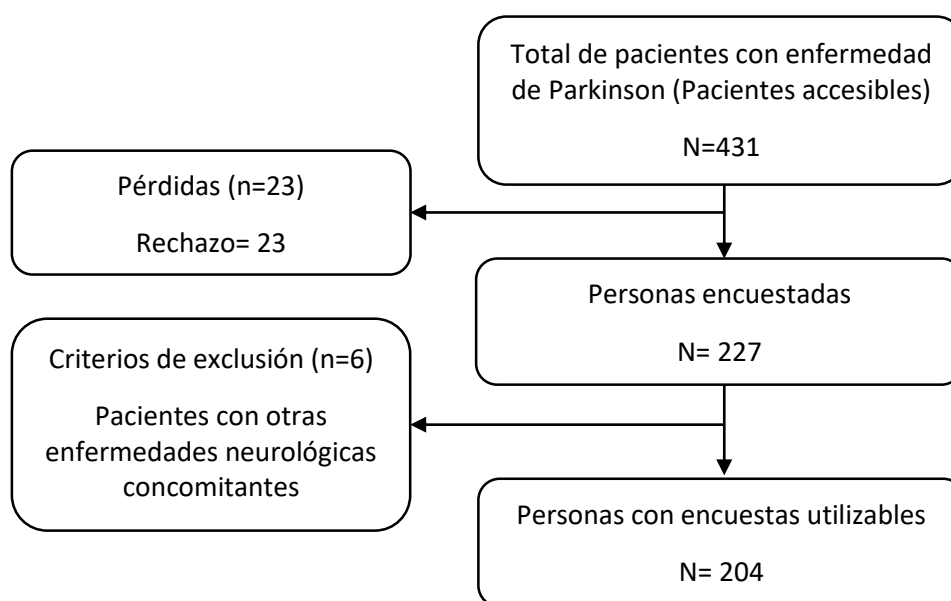 Total de pacientes con enfermedad
de Parkinson (Pacientes accesibles)
N=431
Pérdidas (n=23)
Rechazo= 23
Personas encuestadas
N= 227
Criterios de exclusión (n=6)
Pacientes con otras
enfermedades neurológicas
concomitantes
Personas con encuestas utilizables
N= 204